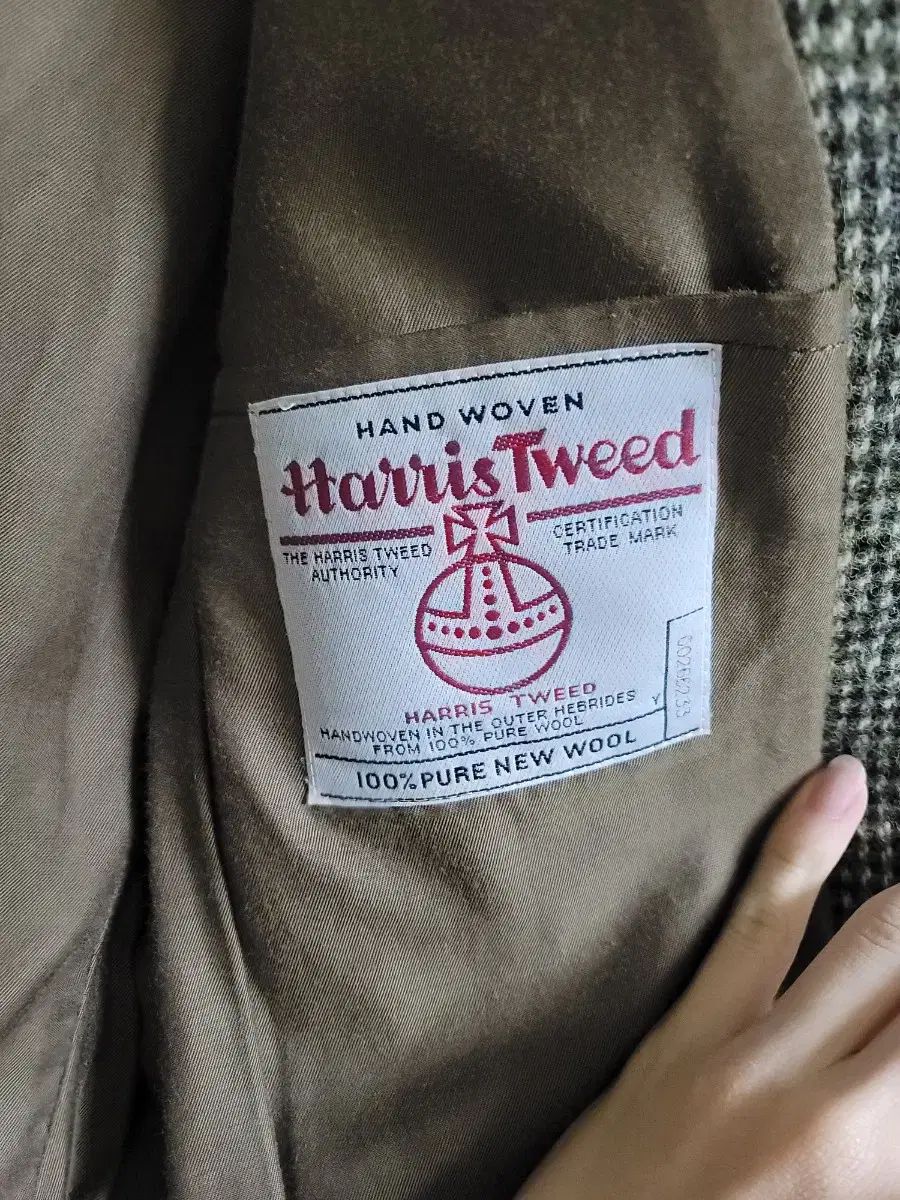 HAND WOVEN
Harris Tweed
THE HARRIS TWEED
AUTHORITY
CERTIFICATION
TRADE MARK
HARRIS TWEED
HANDWOVEN IN THE OUTER HEBRIDES
FROM 100% PURE WOOL
Y
100% PURE NEW WOOL